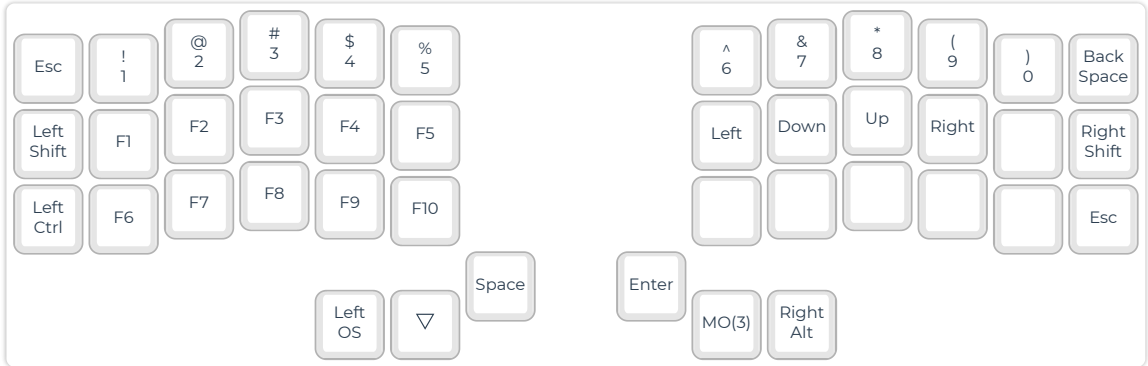 Esc
!
1
@
2
#
3
$
4
%
5
^
6
&
7
*
8
(
9
)
0
Back
Space
Left
Shift
F1
F2
F3
F4
F5
Left
Down
Up
Right
Right
Shift
Left
Ctrl
F6
F7
F8
F9
F10
Esc
Space
Enter
Left
OS
▽
MO(3)
Right
Alt